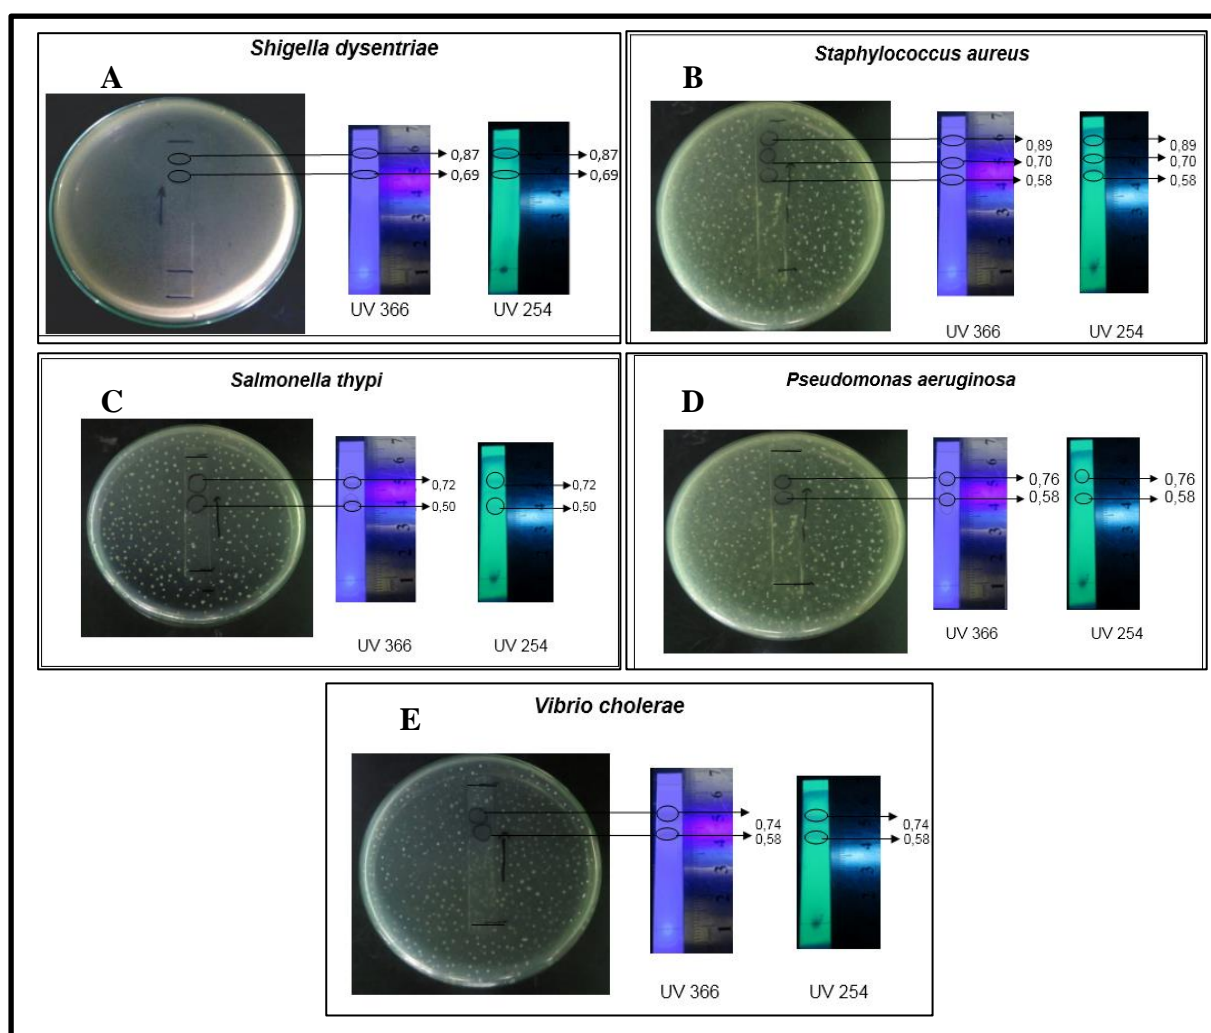 Shigella dysentriae
A
0,87
0,69
0,87
0,69
UV 366
UV 254
Staphylococcus aureus
B
0,89
0,70
0,58
0,89
0,70
0,58
UV 366
UV 254
Salmonella thypi
C
0,72
0,50
0,72
0,50
UV 366
UV 254
Pseudomonas aeruginosa
D
0,76
0,58
0,76
0,58
UV 366
UV 254
Vibrio cholerae
E
0,74
0,58
0,74
0,58
UV 366
UV 254